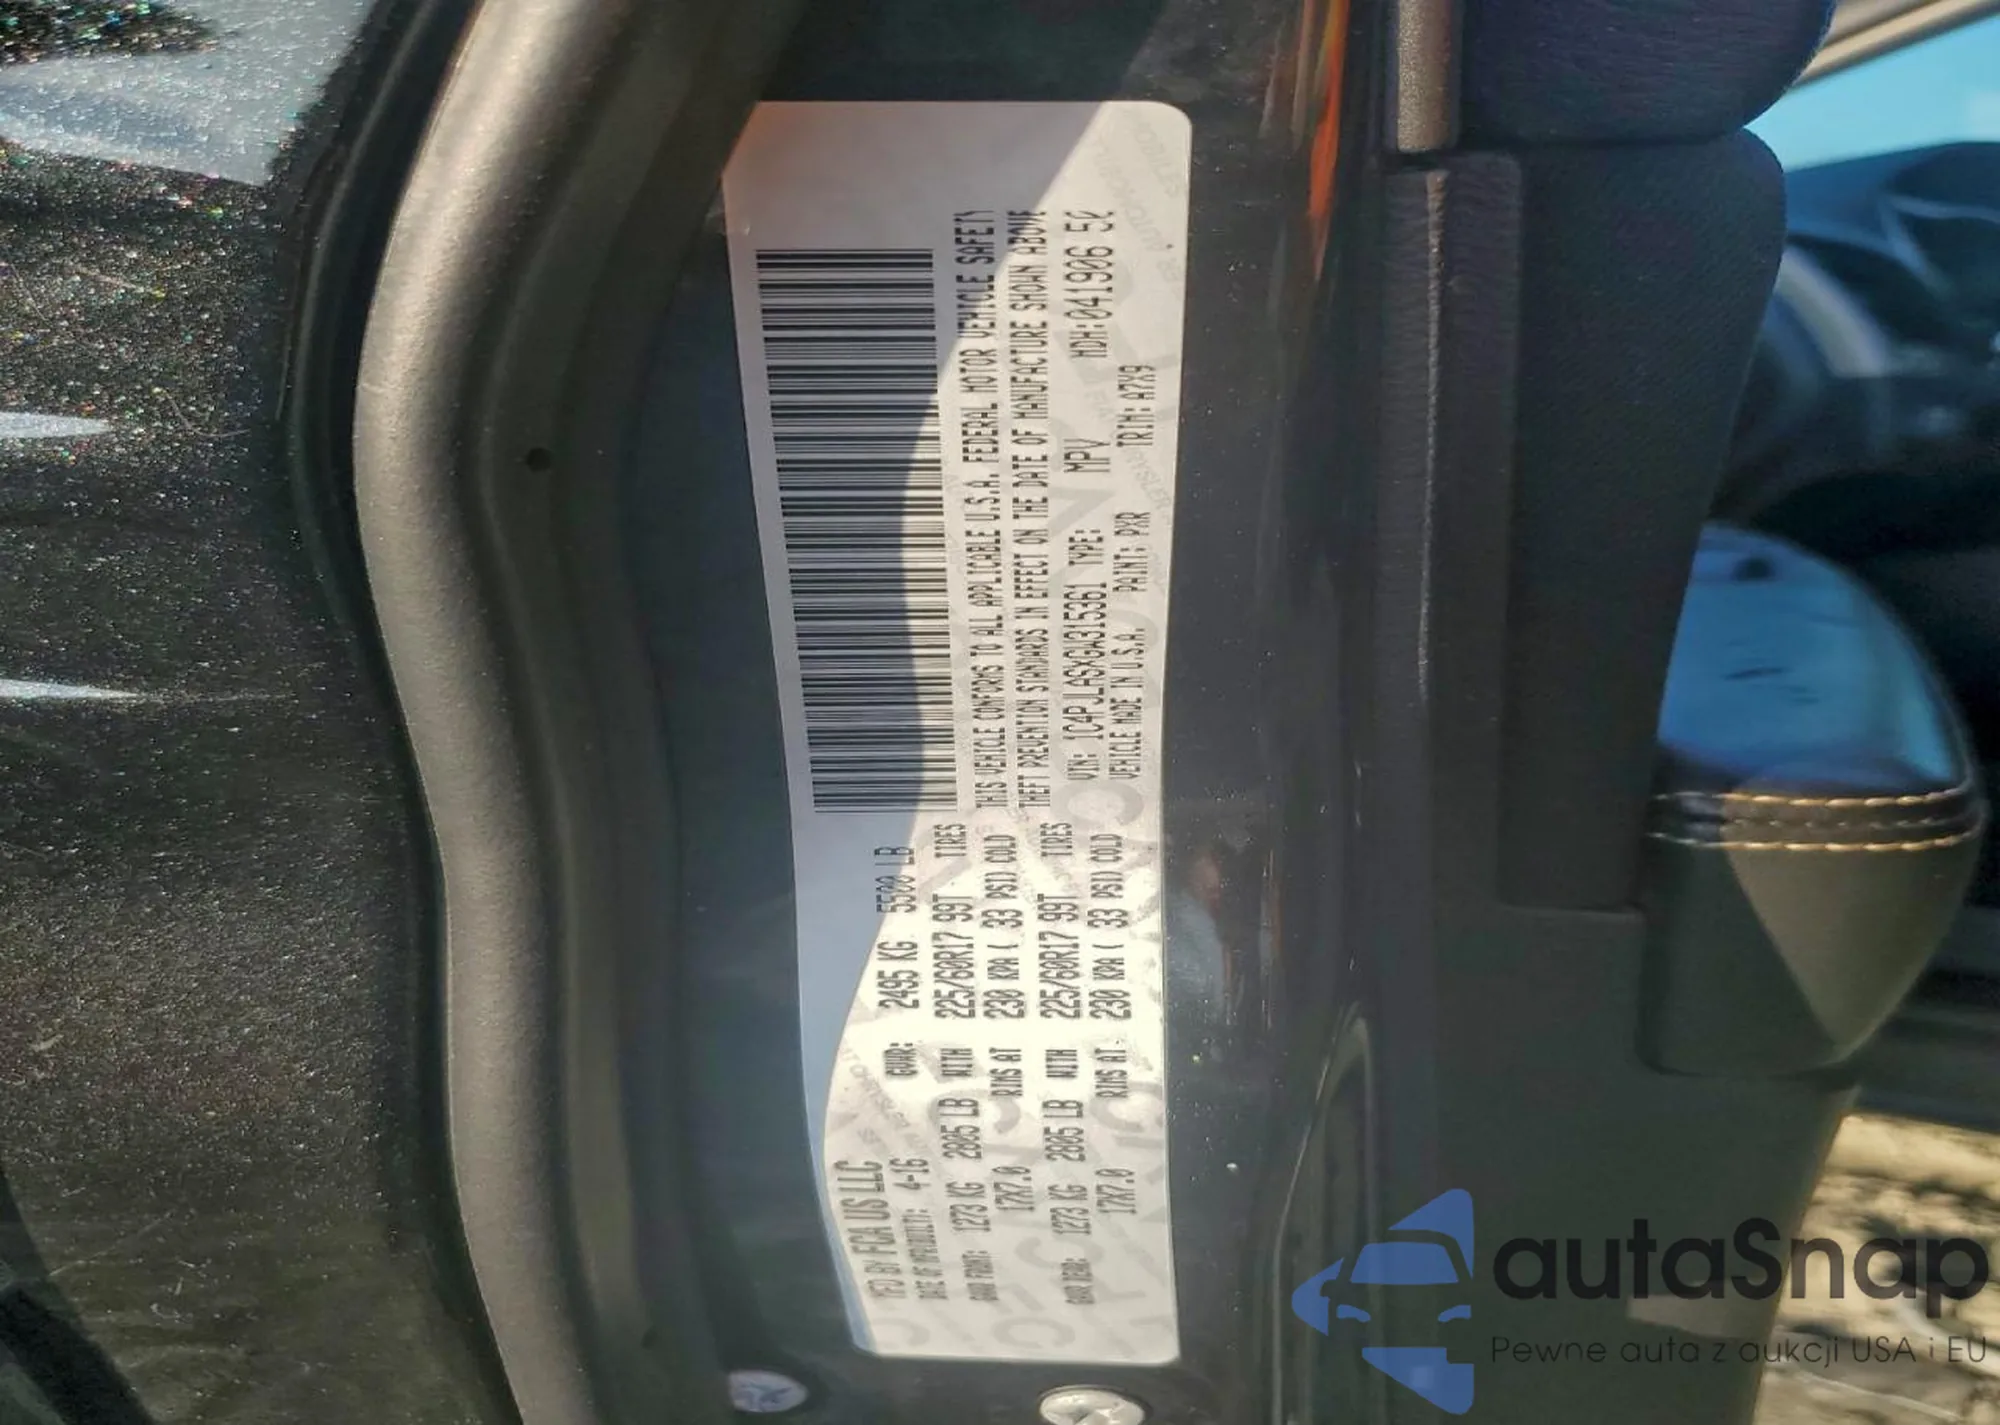 MFD BY FCA US LLC
DATE OF MFR(BUILT): 4-16 GVWR: 2495 KG 5500 LB
GAWR FRONT: 1273 KG 2805 LB WITH 225/60R17 99T TIRES
17X7.0 RIMS AT 230 KPA ( 33 PSI) COLD
GAWR REAR: 1273 KG 2805 LB WITH 225/60R17 99T TIRES
17X7.0 RIMS AT 230 KPA ( 33 PSI) COLD
THIS VEHICLE CONFORMS TO ALL APPLICABLE U.S.A. FEDERAL MOTOR VEHICLE SAFETY
THEFT PREVENTION STANDARDS IN EFFECT ON THE DATE OF MANUFACTURE SHOWN ABOVE
VIN: 1C4PJLASXGW315361 TYPE: MPV MDH:041906
VEHICLE MADE IN U.S.A. PAINT: PXR TRIM: A7X9
autaSnap
Pewne auta z aukcji USA i EU